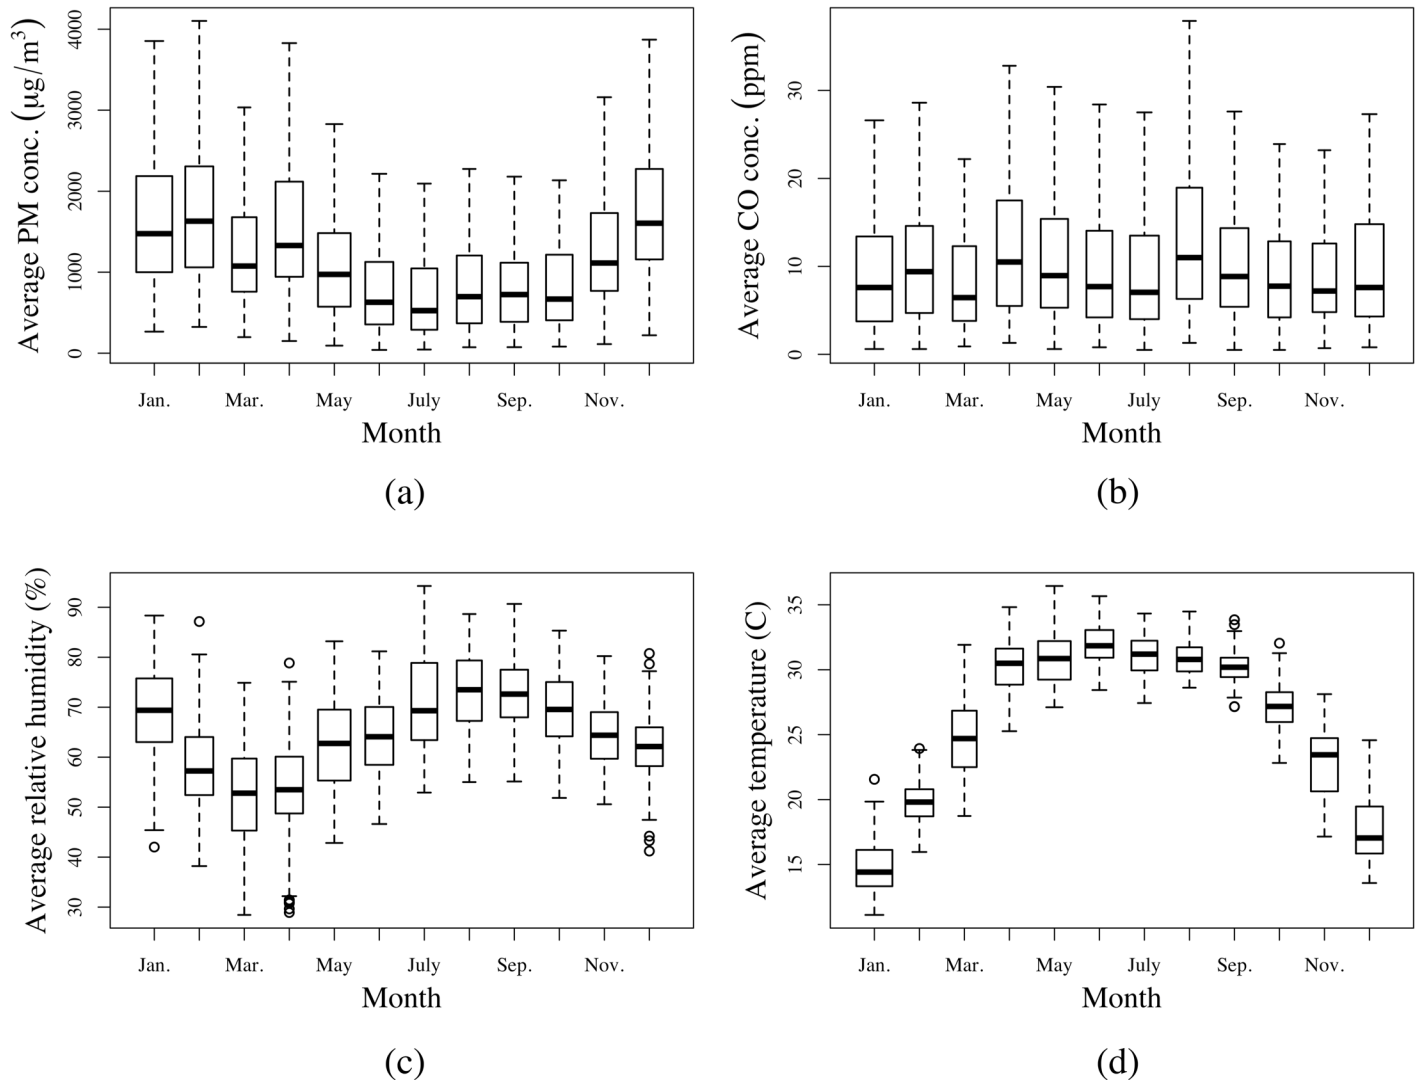 Average PM conc. (μg/m³)
4000
3000
2000
1000
0
Jan. Mar. May July Sep. Nov.
Month
(a)
Average CO conc. (ppm)
30
20
10
0
Jan. Mar. May July Sep. Nov.
Month
(b)
Average relative humidity (%)
90
80
70
60
50
40
30
Jan. Mar. May July Sep. Nov.
Month
(c)
Average temperature (C)
35
30
25
20
15
Jan. Mar. May July Sep. Nov.
Month
(d)